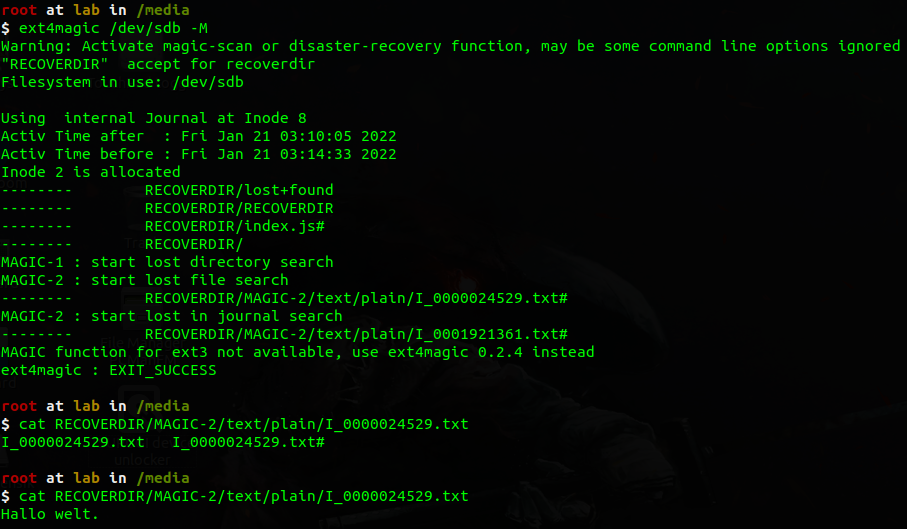 root at lab in /media
$ ext4magic /dev/sdb -M
Warning: Activate magic-scan or disaster-recovery function, may be some command line options ignored
"RECOVERDIR"  accept for recoverdir
Filesystem in use: /dev/sdb
Using  internal Journal at Inode 8
Activ Time after  : Fri Jan 21 03:10:05 2022
Activ Time before : Fri Jan 21 03:14:33 2022
Inode 2 is allocated
--------        RECOVERDIR/lost+found
--------        RECOVERDIR/RECOVERDIR
--------        RECOVERDIR/index.js#
--------        RECOVERDIR/
MAGIC-1 : start lost directory search
MAGIC-2 : start lost file search
--------        RECOVERDIR/MAGIC-2/text/plain/I_0000024529.txt#
MAGIC-2 : start lost in journal search
--------        RECOVERDIR/MAGIC-2/text/plain/I_0001921361.txt#
MAGIC function for ext3 not available, use ext4magic 0.2.4 instead
ext4magic : EXIT_SUCCESS
root at lab in /media
$ cat RECOVERDIR/MAGIC-2/text/plain/I_0000024529.txt
I_0000024529.txt   I_0000024529.txt#
root at lab in /media
$ cat RECOVERDIR/MAGIC-2/text/plain/I_0000024529.txt
Hallo welt.